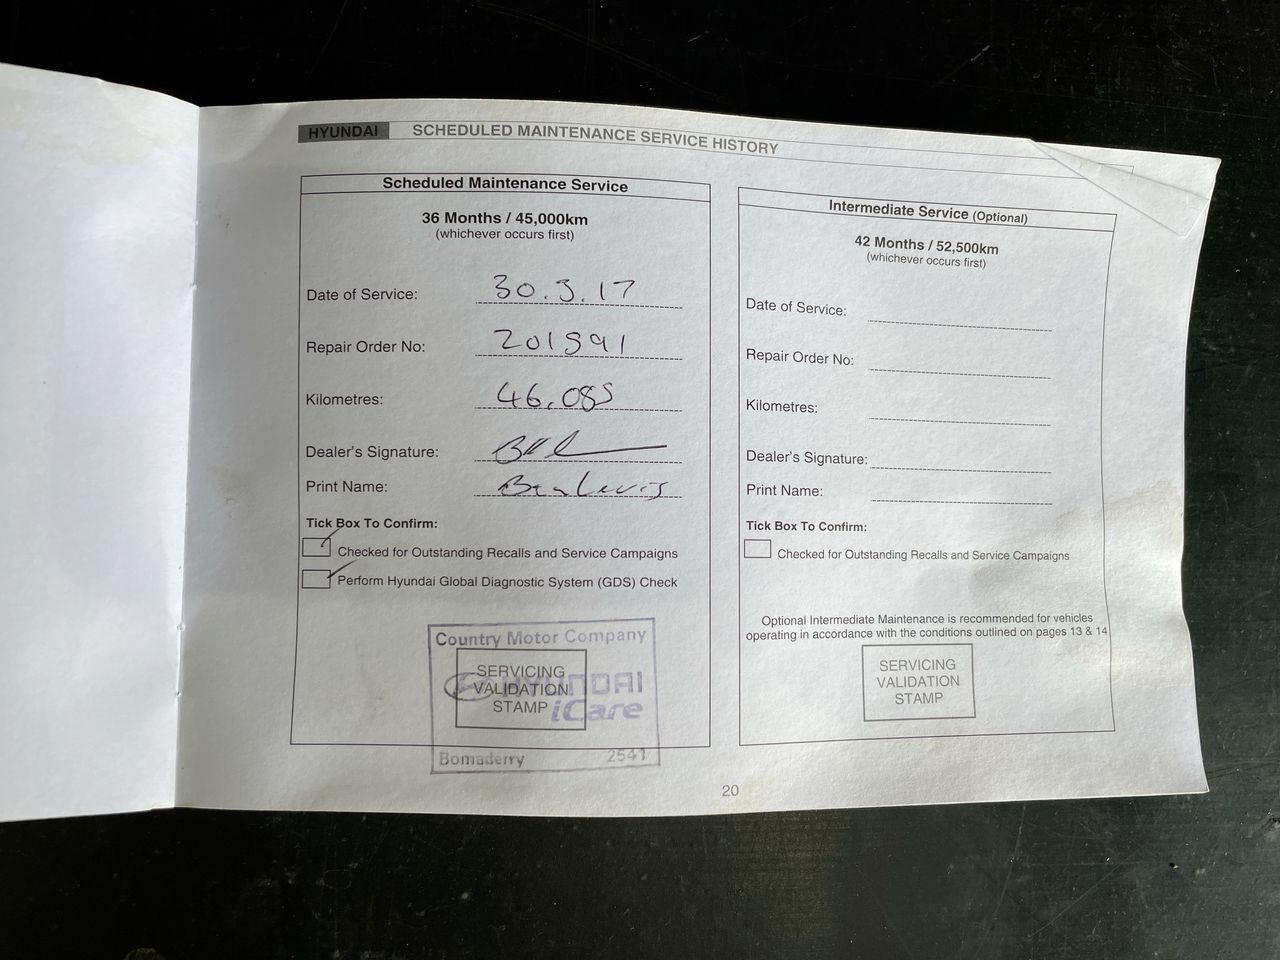 HYUNDAI SCHEDULED MAINTENANCE SERVICE HISTORY
Scheduled Maintenance Service
36 Months / 45,000km
(whichever occurs first)
Date of Service: 30.3.17
Repair Order No: 201591
Kilometres: 46,085
Dealer's Signature:
Print Name: Ben Lewis
Tick Box To Confirm:
Checked for Outstanding Recalls and Service Campaigns
Perform Hyundai Global Diagnostic System (GDS) Check
Country Motor Company
SERVICING
VALIDATION
STAMP
HYUNDAI
iCare
Bomaderry 2541
Intermediate Service (Optional)
42 Months / 52,500km
(whichever occurs first)
Date of Service:
Repair Order No:
Kilometres:
Dealer's Signature:
Print Name:
Tick Box To Confirm:
Checked for Outstanding Recalls and Service Campaigns
Optional Intermediate Maintenance is recommended for vehicles
operating in accordance with the conditions outlined on pages 13 & 14
SERVICING
VALIDATION
STAMP
20